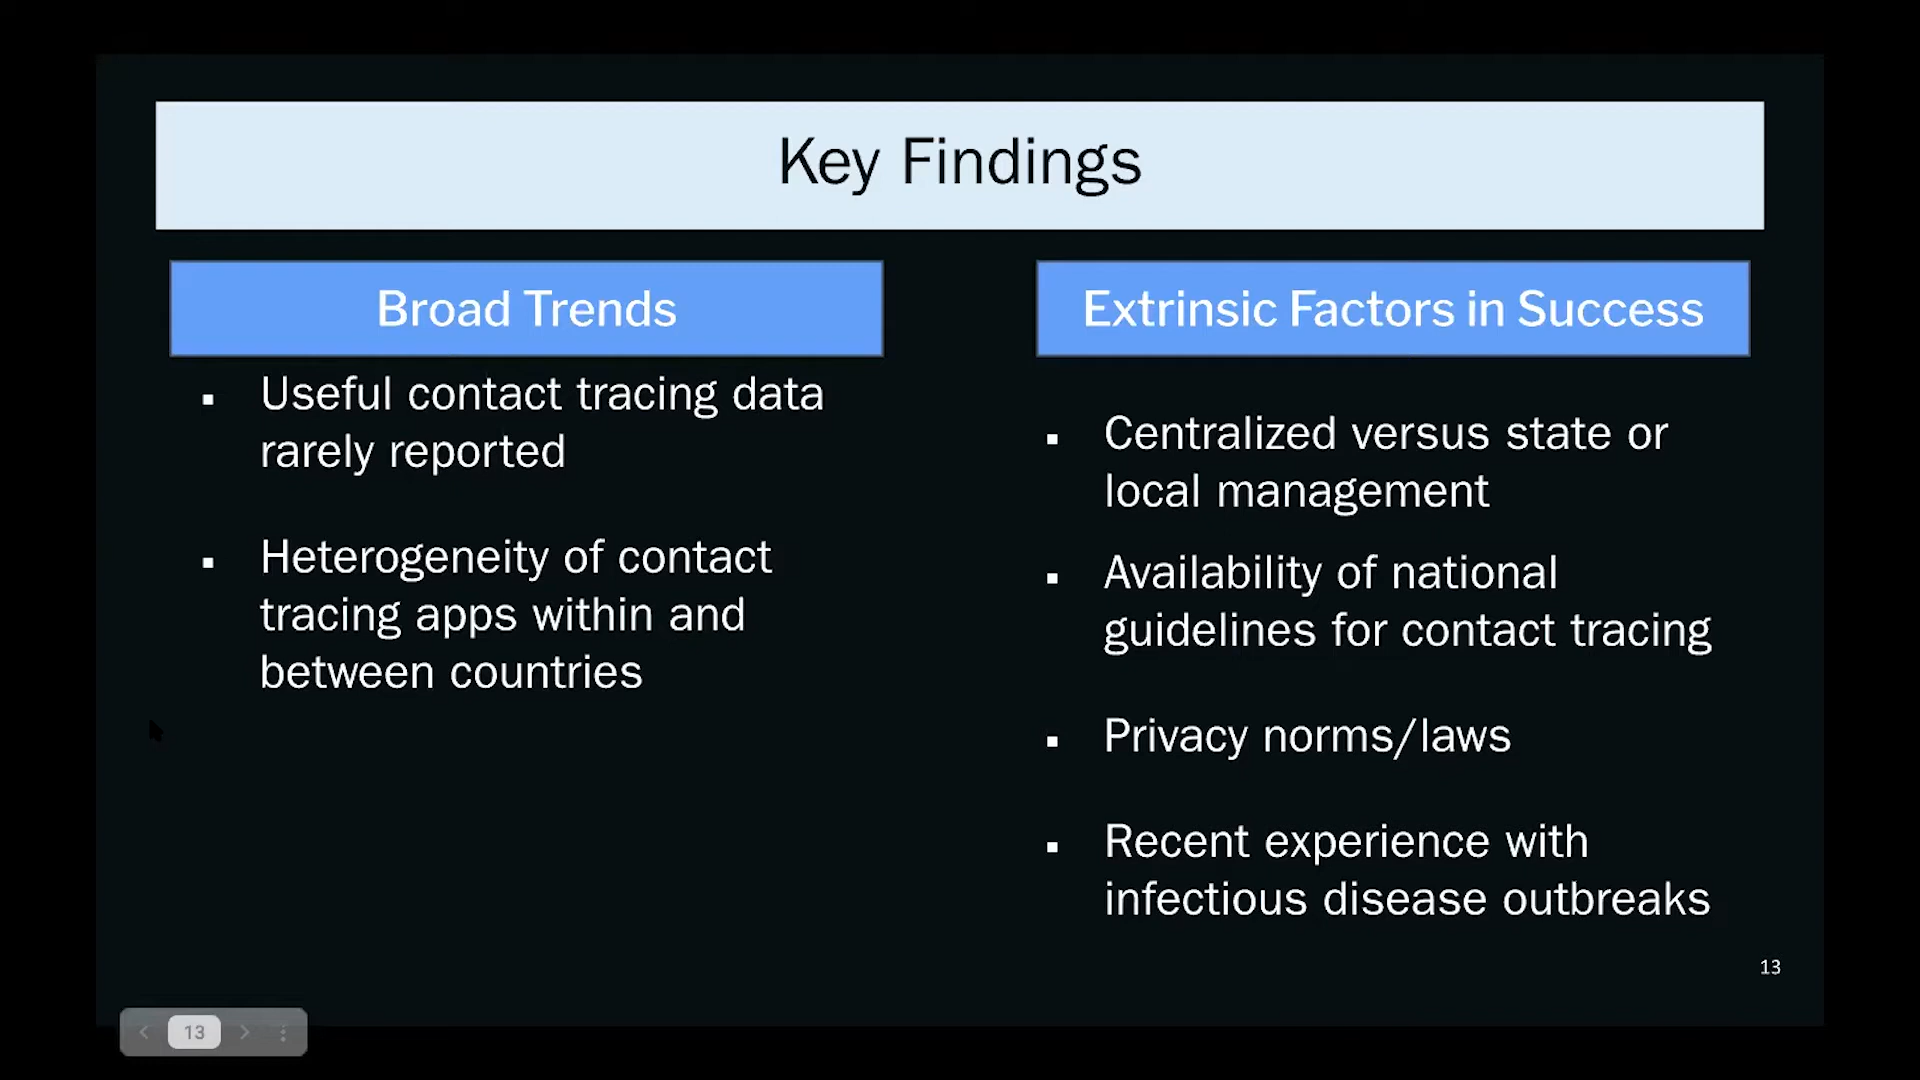 Key Findings
Broad Trends
▪ Useful contact tracing data
rarely reported
▪ Heterogeneity of contact
tracing apps within and
between countries
Extrinsic Factors in Success
▪ Centralized versus state or
local management
▪ Availability of national
guidelines for contact tracing
▪ Privacy norms/laws
▪ Recent experience with
infectious disease outbreaks
13
13